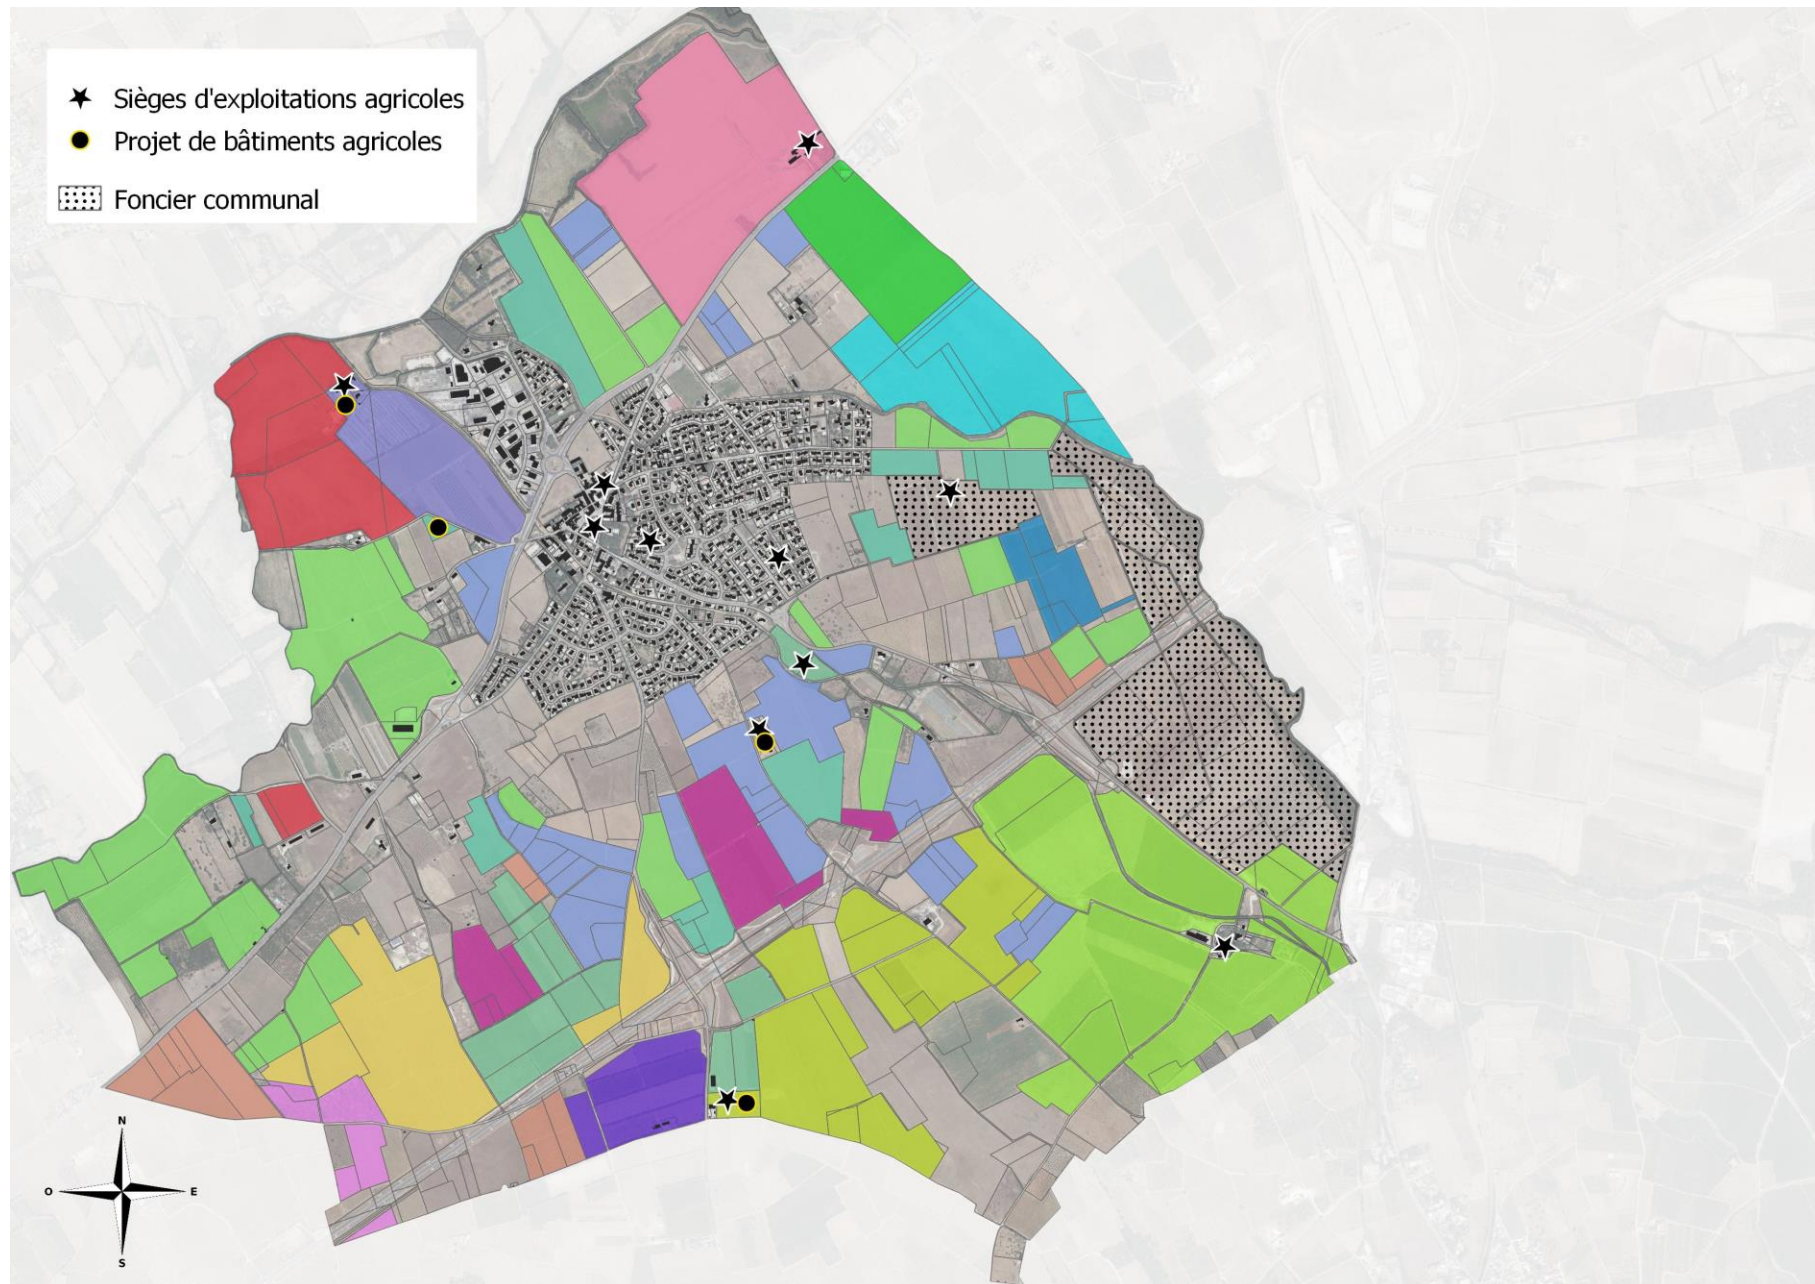 Sièges d'exploitations agricoles
Projet de bâtiments agricoles
Foncier communal
N
O
E
S